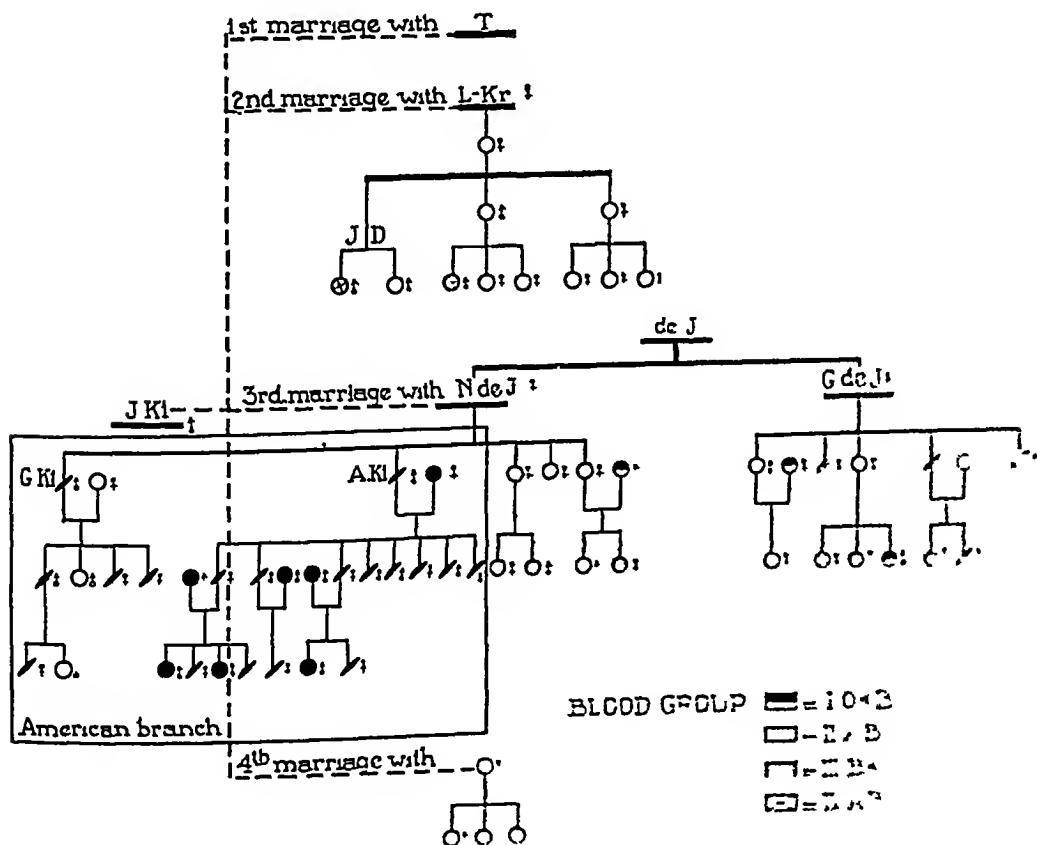 1st marriage with T
2nd marriage with L-Kr
J D
de J
3rd marriage with N de J
G de J
J Kl
G Kl
A.Kl
American branch
BLOOD GROUP
4th marriage with